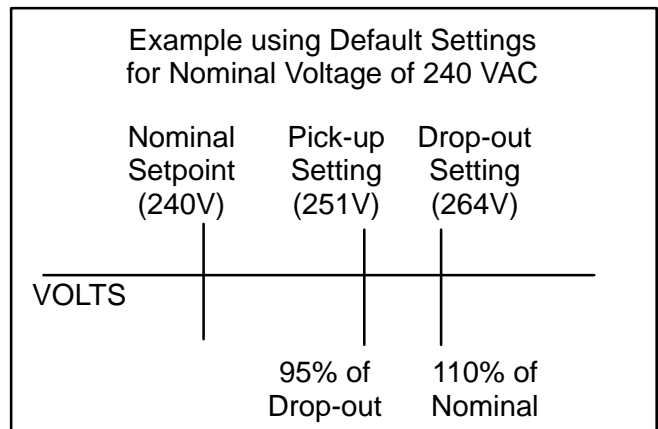 Example using Default Settings
for Nominal Voltage of 240 VAC
Nominal Setpoint (240V)
Pick-up Setting (251V)
Drop-out Setting (264V)
VOLTS
95% of Drop-out
110% of Nominal